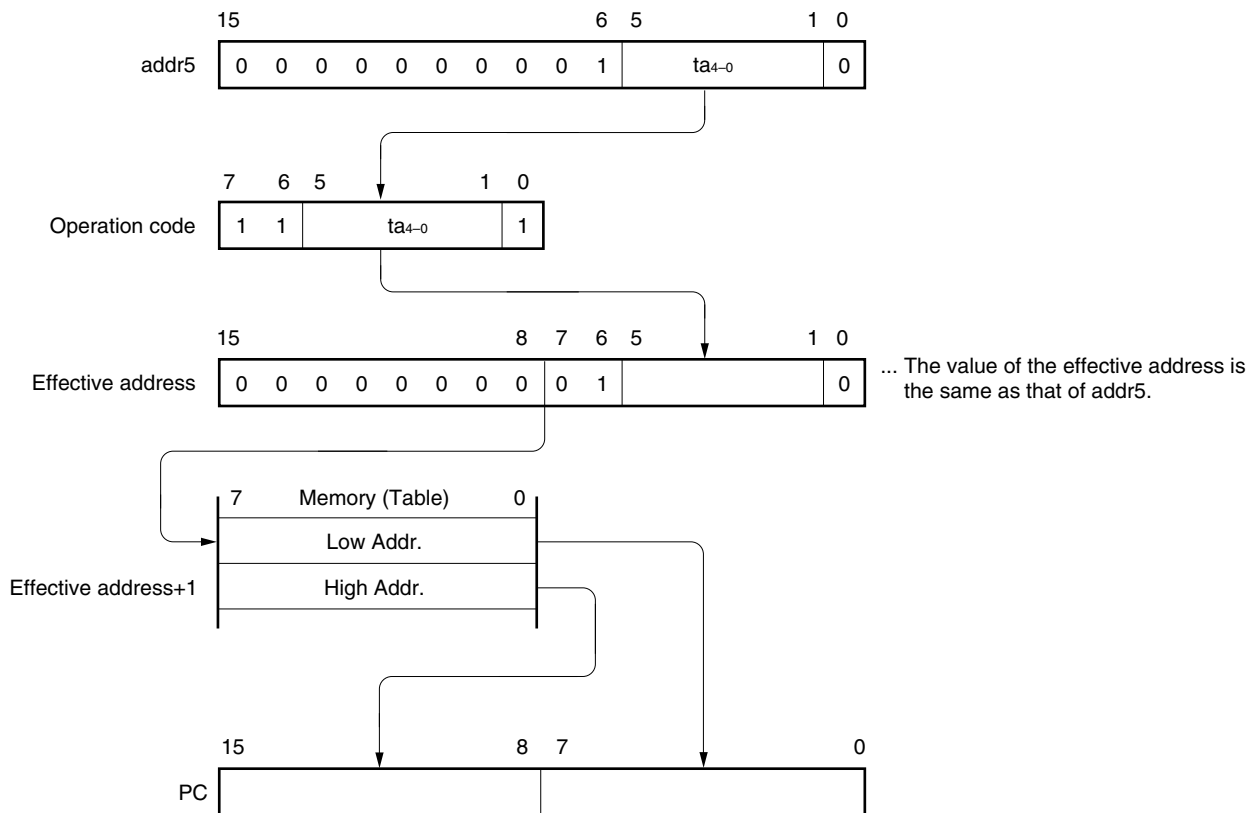 15 6 5 1 0
addr5 0 0 0 0 0 0 0 0 0 1 ta4–0 0
7 6 5 1 0
Operation code 1 1 ta4–0 1
15 8 7 6 5 1 0
Effective address 0 0 0 0 0 0 0 0 0 1 0 ... The value of the effective address is
the same as that of addr5.
7 Memory (Table) 0
Low Addr.
Effective address+1 High Addr.
15 8 7 0
PC